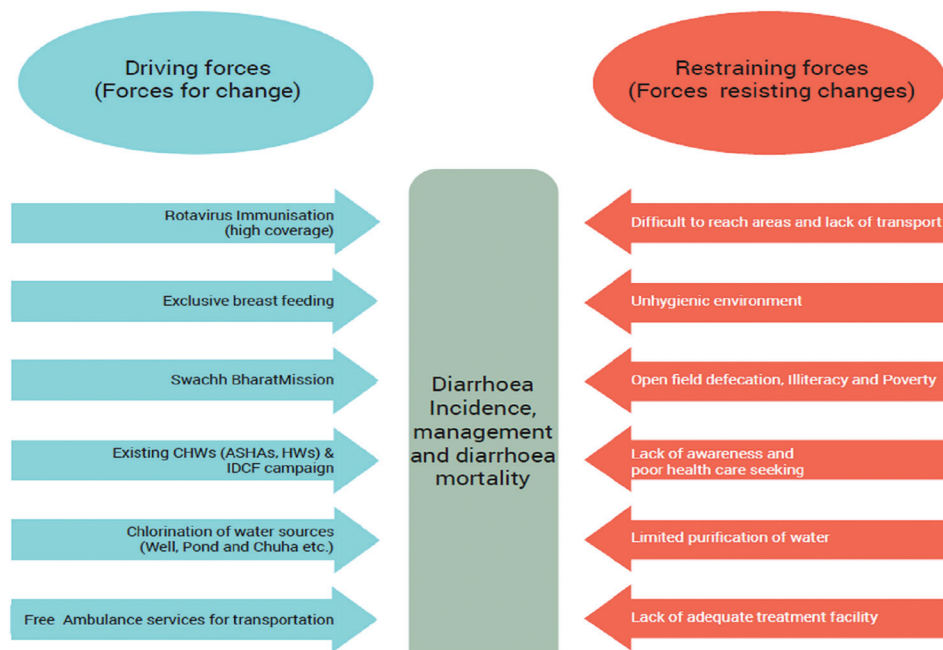 Driving forces
(Forces for change)
Restraining forces
(Forces resisting changes)
Rotavirus Immunisation
(high coverage)
Exclusive breast feeding
Swachh BharatMission
Existing CHWs (ASHAs, HWs) &
IDCF campaign
Chlorination of water sources
(Well, Pond and Chuha etc.)
Free Ambulance services for transportation
Diarrhoea
Incidence,
management
and diarrhoea
mortality
Difficult to reach areas and lack of transport
Unhygienic environment
Open field defecation, Illiteracy and Poverty
Lack of awareness and
poor health care seeking
Limited purification of water
Lack of adequate treatment facility